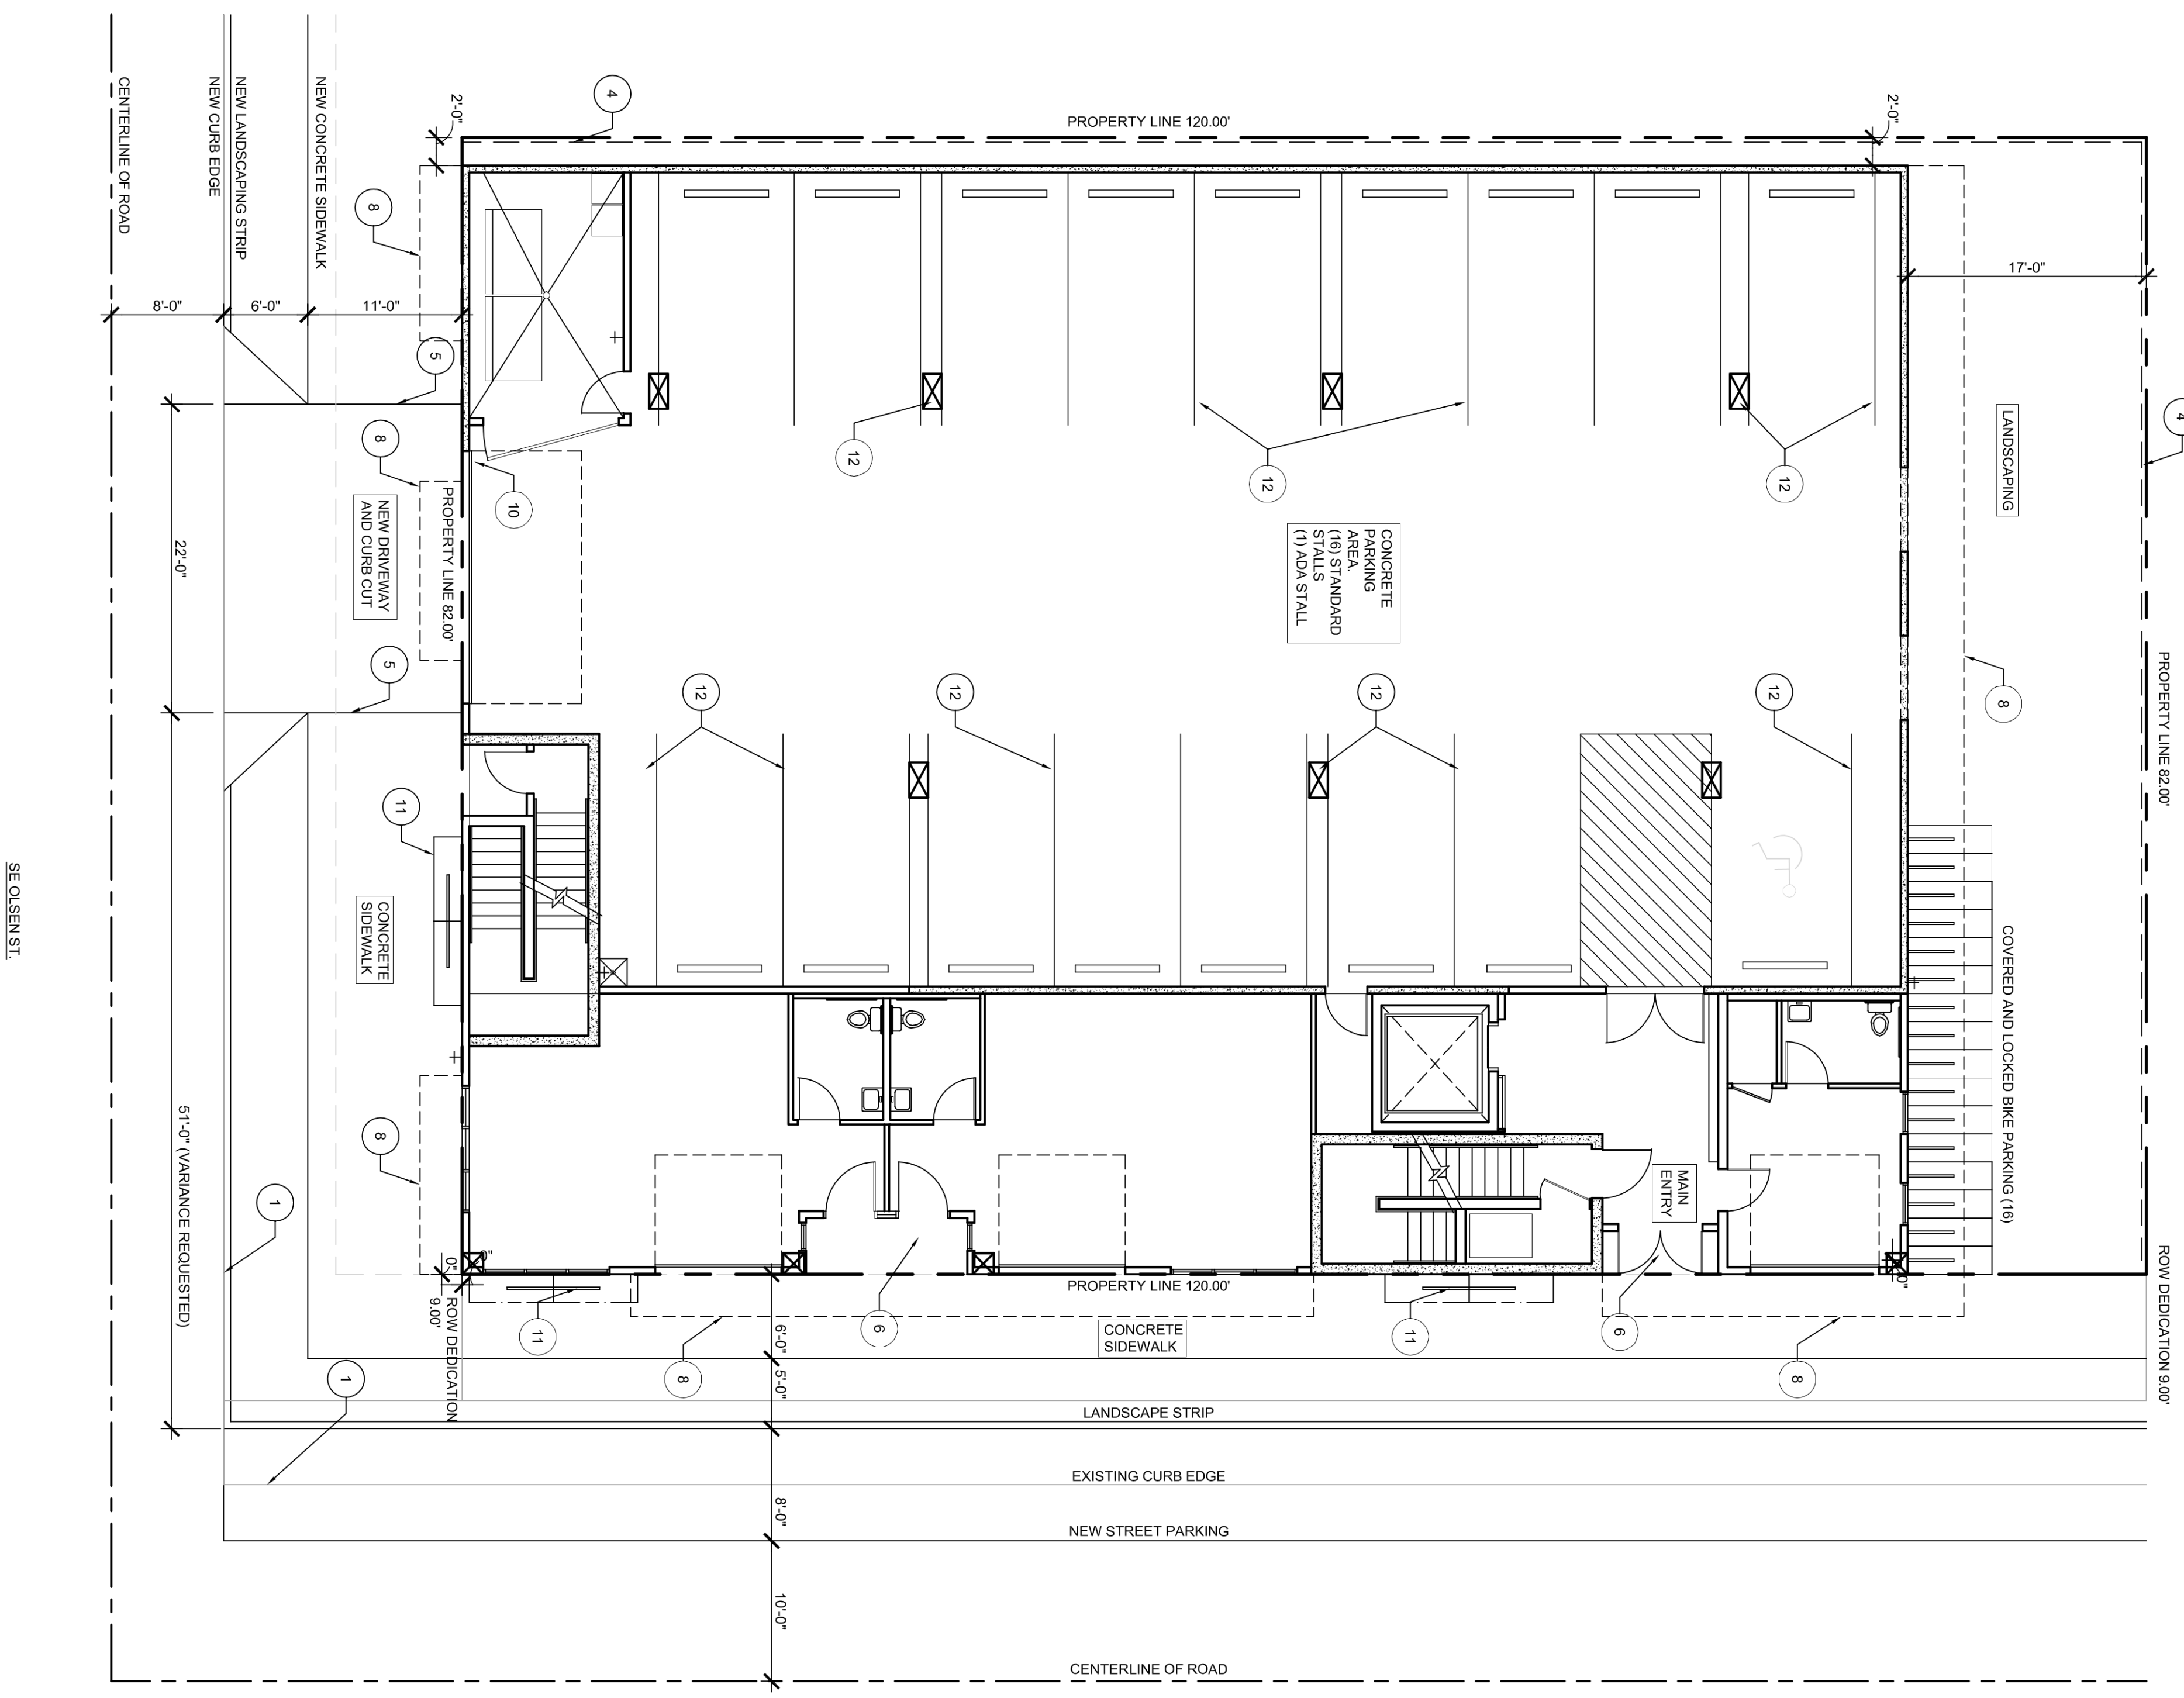 PROPERTY LINE 120.00'
2'-0"
2'-0"
4
CENTERLINE OF ROAD
NEW CURB EDGE
NEW LANDSCAPING STRIP
NEW CONCRETE SIDEWALK
8
8'-0"
6'-0"
11'-0"
17'-0"
5
4
LANDSCAPING
8
12
12
12
10
NEW DRIVEWAY
AND CURB CUT
PROPERTY LINE 82.00'
22'-0"
CONCRETE
PARKING
AREA.
(16) STANDARD
STALLS
(1) ADA STALL
5
12
12
12
12
8
PROPERTY LINE 82.00'
11
CONCRETE
SIDEWALK
SE OLSEN ST.
COVERED AND LOCKED BIKE PARKING (16)
51'-0" (VARIANCE REQUESTED)
8
1
MAIN
ENTRY
0"
0"
0"
ROW DEDICATION
9.00'
ROW DEDICATION 9.00'
PROPERTY LINE 120.00'
11
6
11
6
CONCRETE
SIDEWALK
6'-0"
1
8
8
5'-0"
LANDSCAPE STRIP
EXISTING CURB EDGE
8'-0"
NEW STREET PARKING
10'-0"
CENTERLINE OF ROAD